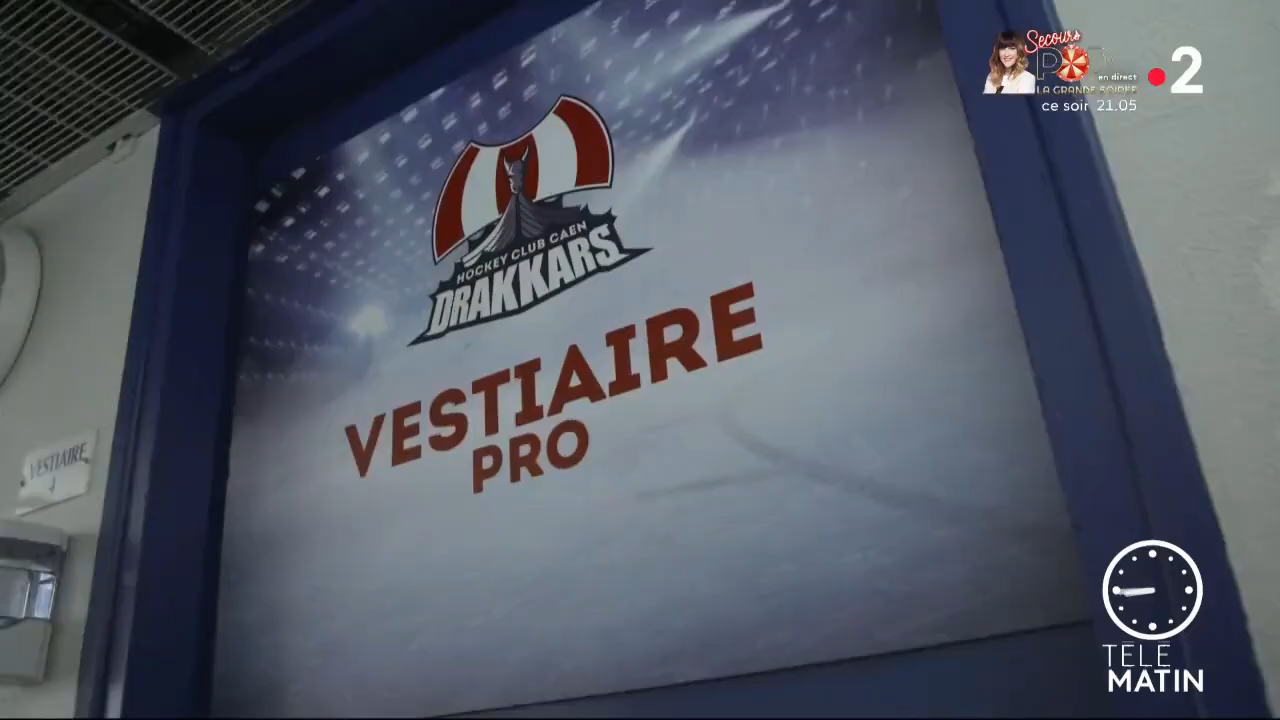 Secours
en direct
LA GRANDE SOIRÉE
ce soir 21.05
2
HOCKEY CLUB CAEN
DRAKKARS
VESTIAIRE
PRO
VESTIAIRE
TÉLÉ
MATIN